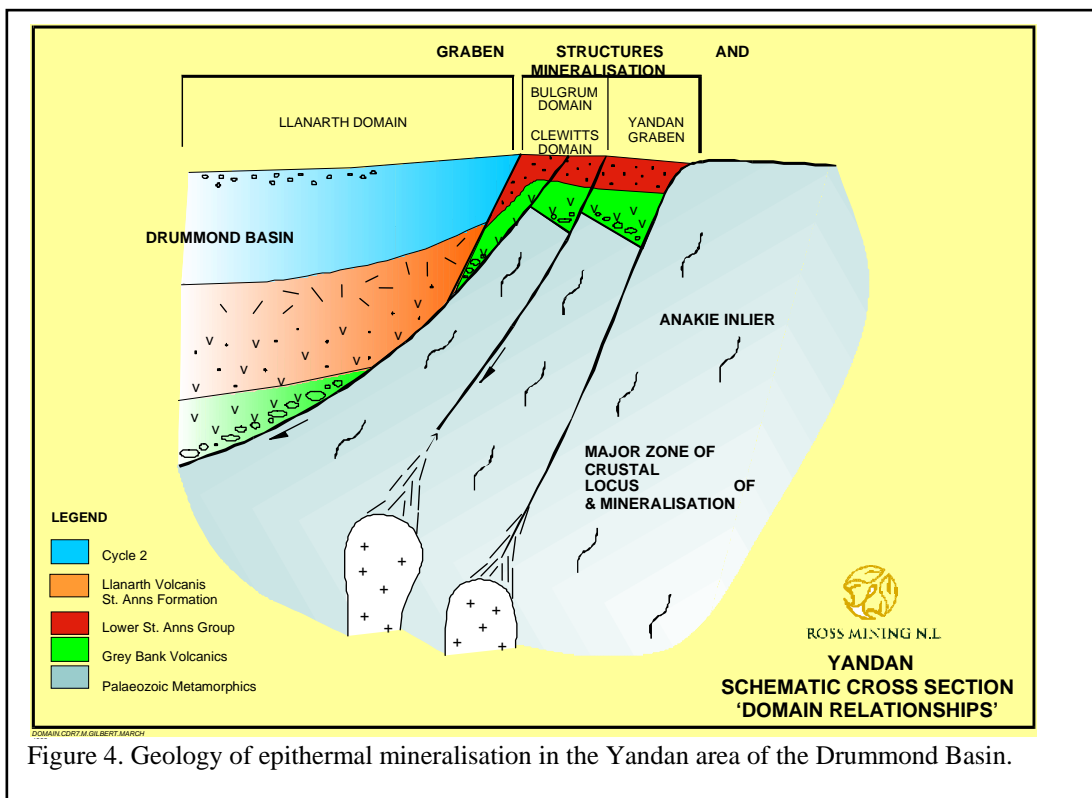 GRABEN STRUCTURES AND
MINERALISATION
LLANARTH DOMAIN
BULGRUM
DOMAIN
CLEWITTS
DOMAIN
YANDAN
GRABEN
DRUMMOND BASIN
ANAKIE INLIER
MAJOR ZONE OF
CRUSTAL
LOCUS OF
& MINERALISATION
LEGEND
Cycle 2
Llanarth Volcanis
St. Anns Formation
Lower St. Anns Group
Grey Bank Volcanics
Palaeozoic Metamorphics
ROSS MINING N.L
YANDAN
SCHEMATIC CROSS SECTION
‘DOMAIN RELATIONSHIPS’
DOMAIN.CDR7.M.GILBERT.MARCH
Figure 4. Geology of epithermal mineralisation in the Yandan area of the Drummond Basin.